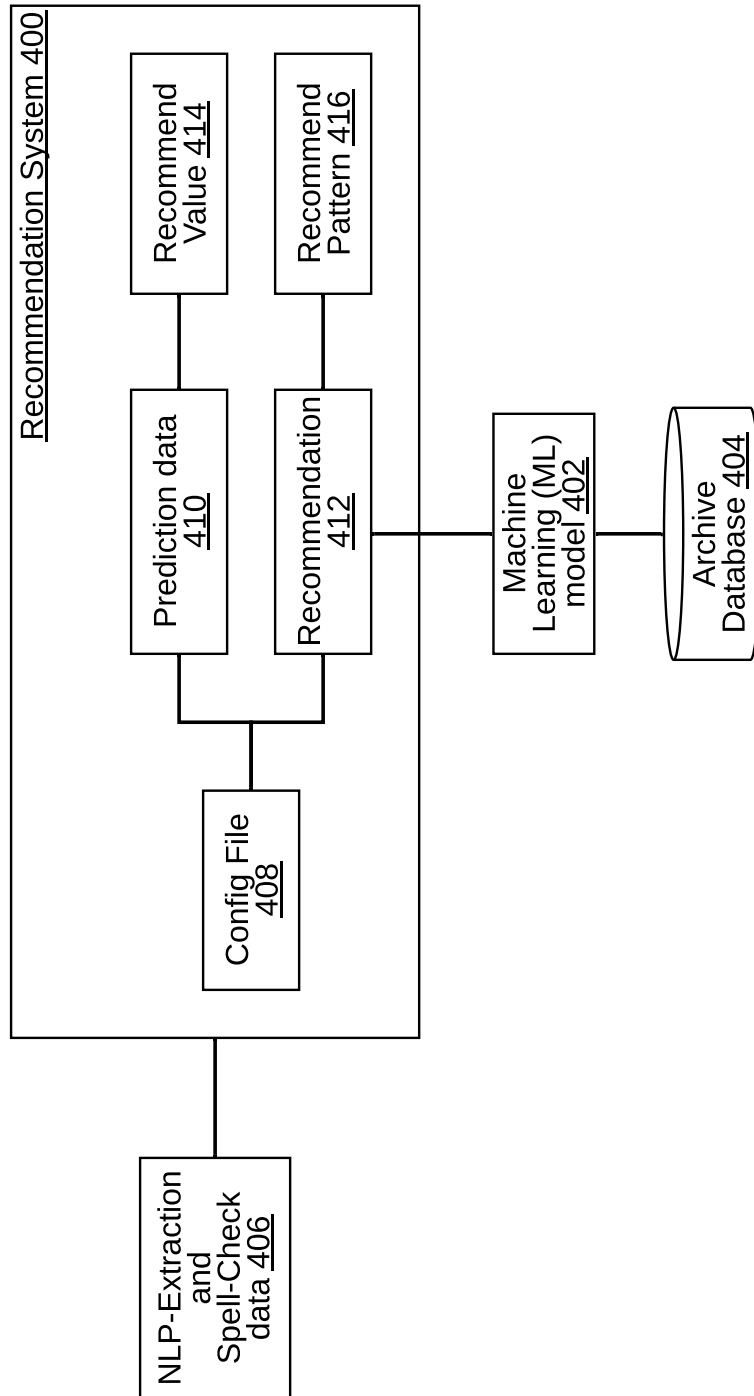 Recommendation System 400
NLP-Extraction
and
Spell-Check
data 406
Config File
408
Prediction data
410
Recommend
Value 414
Recommendation
412
Recommend
Pattern 416
Machine
Learning (ML)
model 402
Archive
Database 404